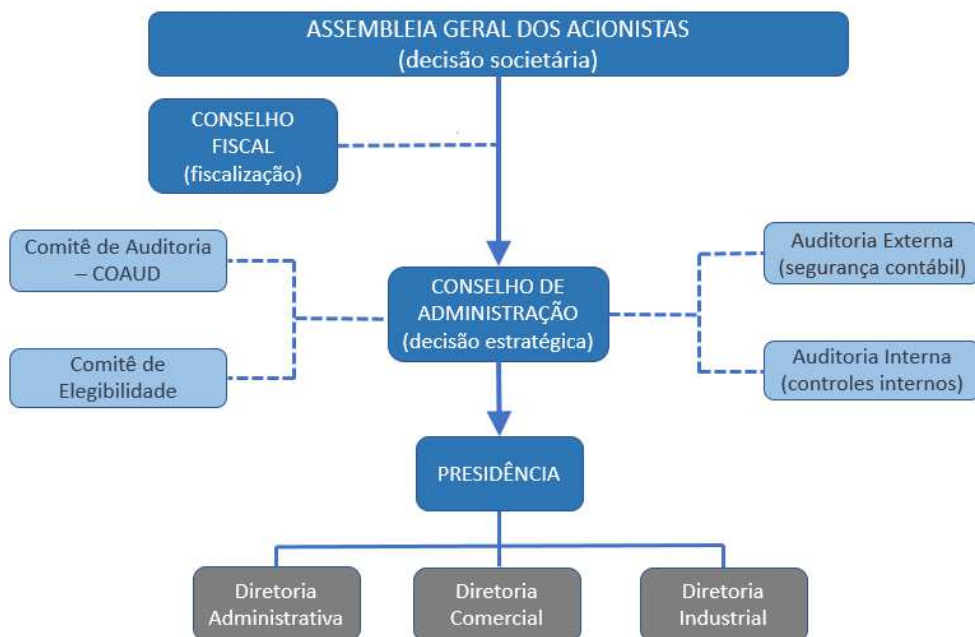 ASSEMBLEIA GERAL DOS ACIONISTAS
(decisão societária)
CONSELHO
FISCAL
(fiscalização)
Comitê de Auditoria
– COAUD
Comitê de
Elegibilidade
CONSELHO DE
ADMINISTRAÇÃO
(decisão estratégica)
Auditoria Externa
(segurança contábil)
Auditoria Interna
(controles internos)
PRESIDÊNCIA
Diretoria
Administrativa
Diretoria
Comercial
Diretoria
Industrial